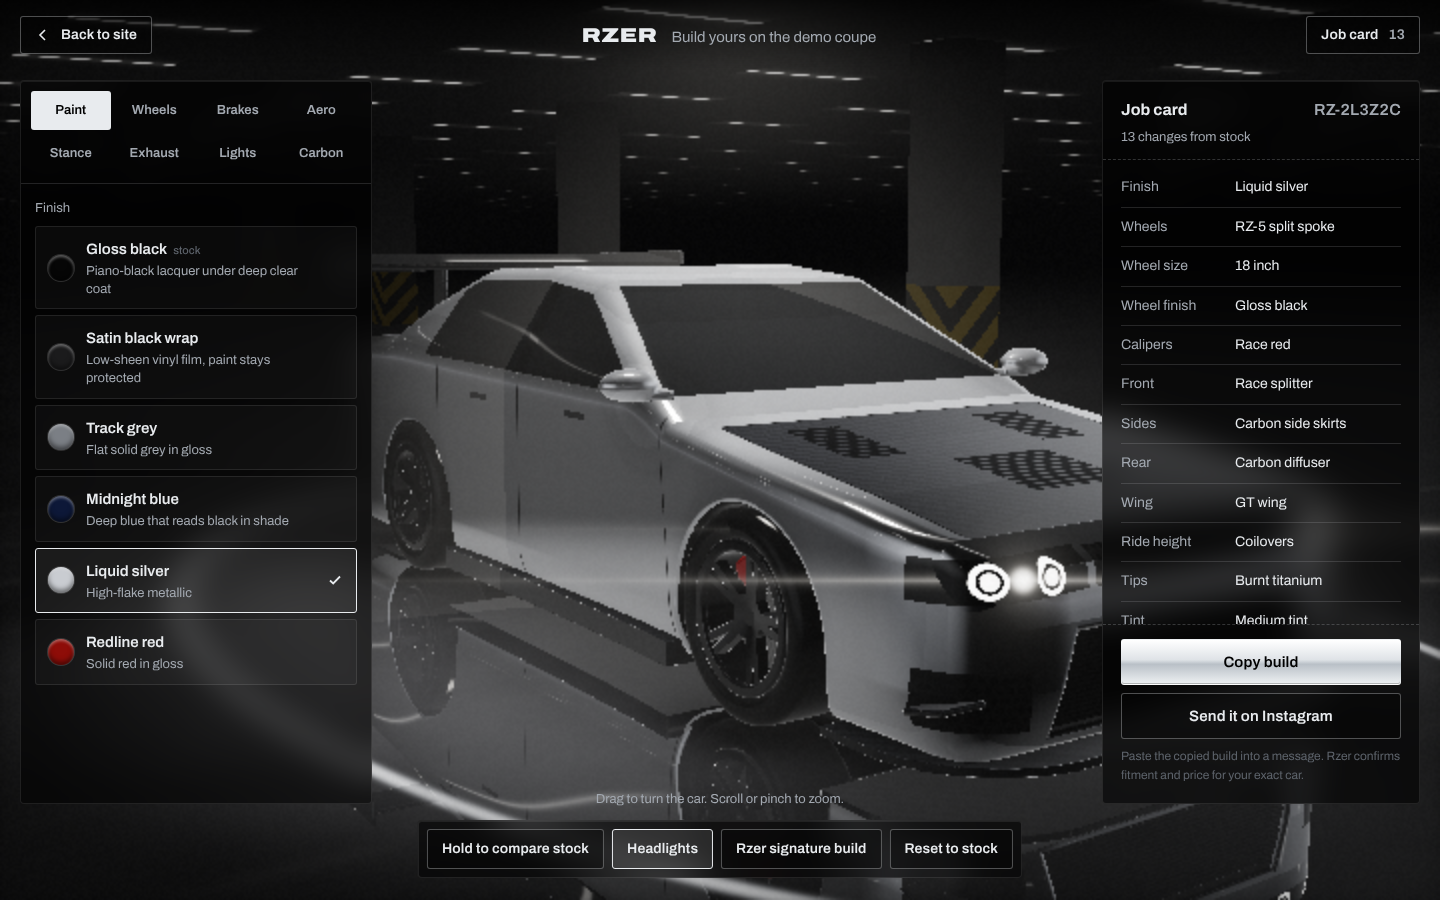 Back to site
RZER Build yours on the demo coupe
Job card 13
Paint Wheels Brakes Aero
Stance Exhaust Lights Carbon
Finish
Gloss black stock
Piano-black lacquer under deep clear
coat
Satin black wrap
Low-sheen vinyl film, paint stays
protected
Track grey
Flat solid grey in gloss
Midnight blue
Deep blue that reads black in shade
Liquid silver
High-flake metallic
Redline red
Solid red in gloss
Job card RZ-2L3Z2C
13 changes from stock
Finish Liquid silver
Wheels RZ-5 split spoke
Wheel size 18 inch
Wheel finish Gloss black
Calipers Race red
Front Race splitter
Sides Carbon side skirts
Rear Carbon diffuser
Wing GT wing
Ride height Coilovers
Tips Burnt titanium
Tint Medium tint
Copy build
Send it on Instagram
Paste the copied build into a message. Rzer confirms
fitment and price for your exact car.
Drag to turn the car. Scroll or pinch to zoom.
Hold to compare stock Headlights Rzer signature build Reset to stock